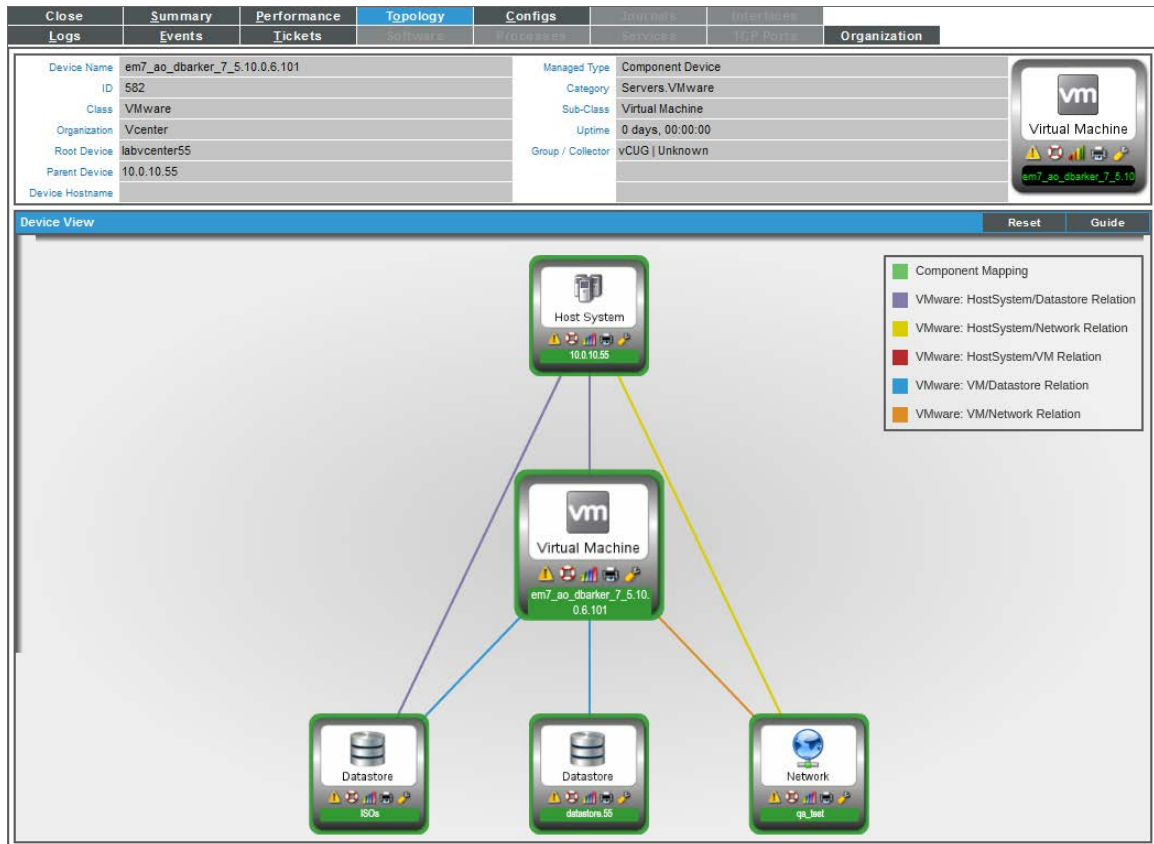 Close Summary Performance Topology Configs Journals Interfaces
Logs Events Tickets Software Processes Services TCP Ports Organization
Device Name em7_ao_dbarker_7_5.10.0.6.101 Managed Type Component Device
ID 582 Category Servers.VMware
Class VMware Sub-Class Virtual Machine
Organization Vcenter Uptime 0 days, 00:00:00
Root Device labvcenter55 Group / Collector vCUG | Unknown
Parent Device 10.0.10.55
Device Hostname
vm
Virtual Machine
em7_ao_dbarker_7_5.10
Device View Reset Guide
Component Mapping
VMware: HostSystem/Datastore Relation
VMware: HostSystem/Network Relation
VMware: HostSystem/VM Relation
VMware: VM/Datastore Relation
VMware: VM/Network Relation
Host System
10.0.10.55
vm
Virtual Machine
em7_ao_dbarker_7_5.10.
0.6.101
Datastore
ISOs
Datastore
datastore.55
Network
qa_test